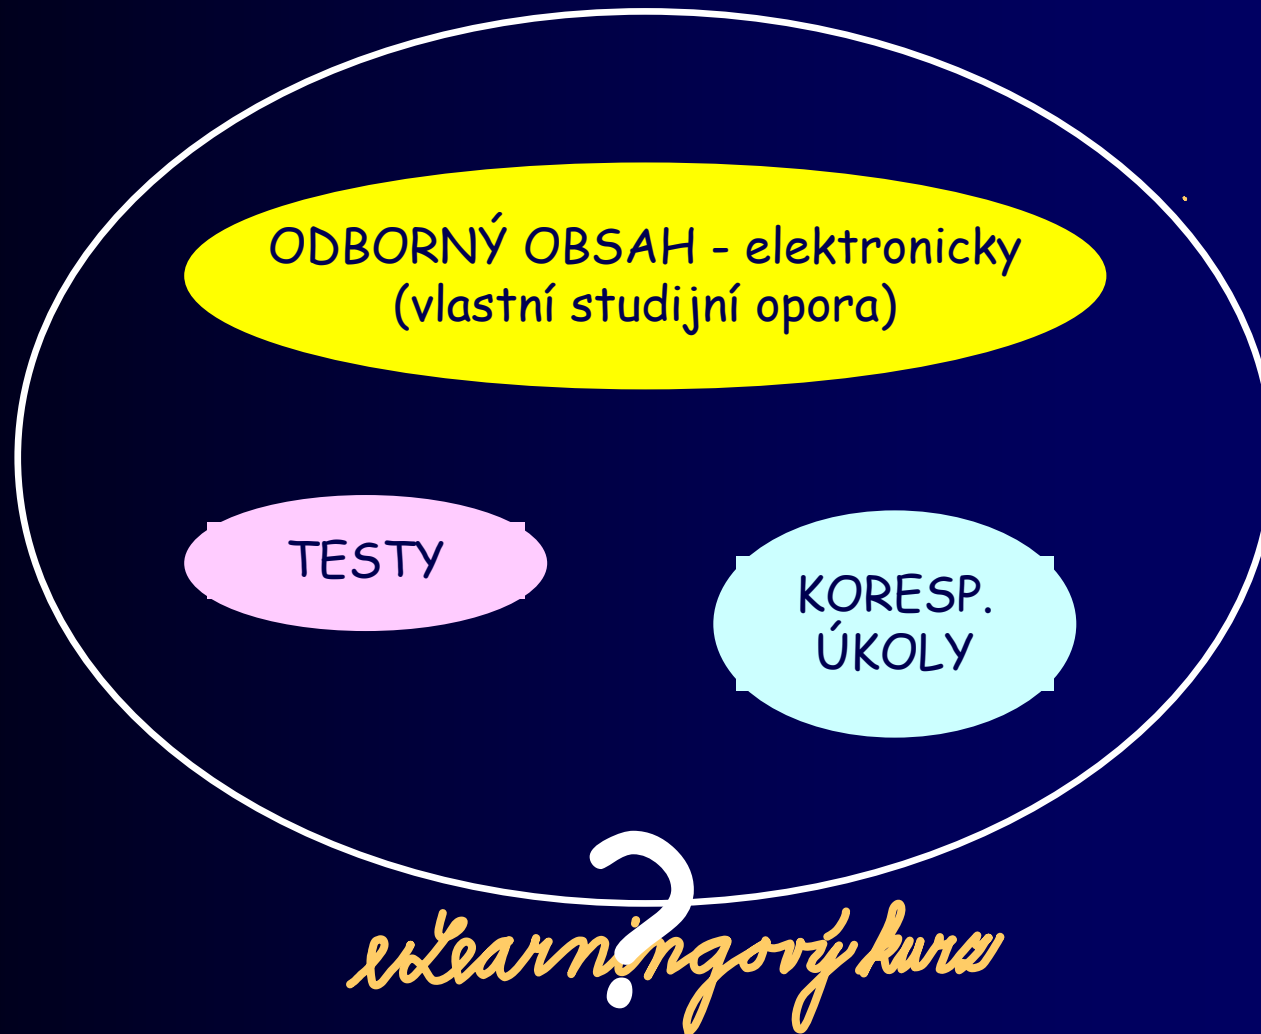 ODBORNÝ OBSAH - elektronicky
(vlastní studijní opora)
TESTY
KORESP.
ÚKOLY
?
eLearningový kurz